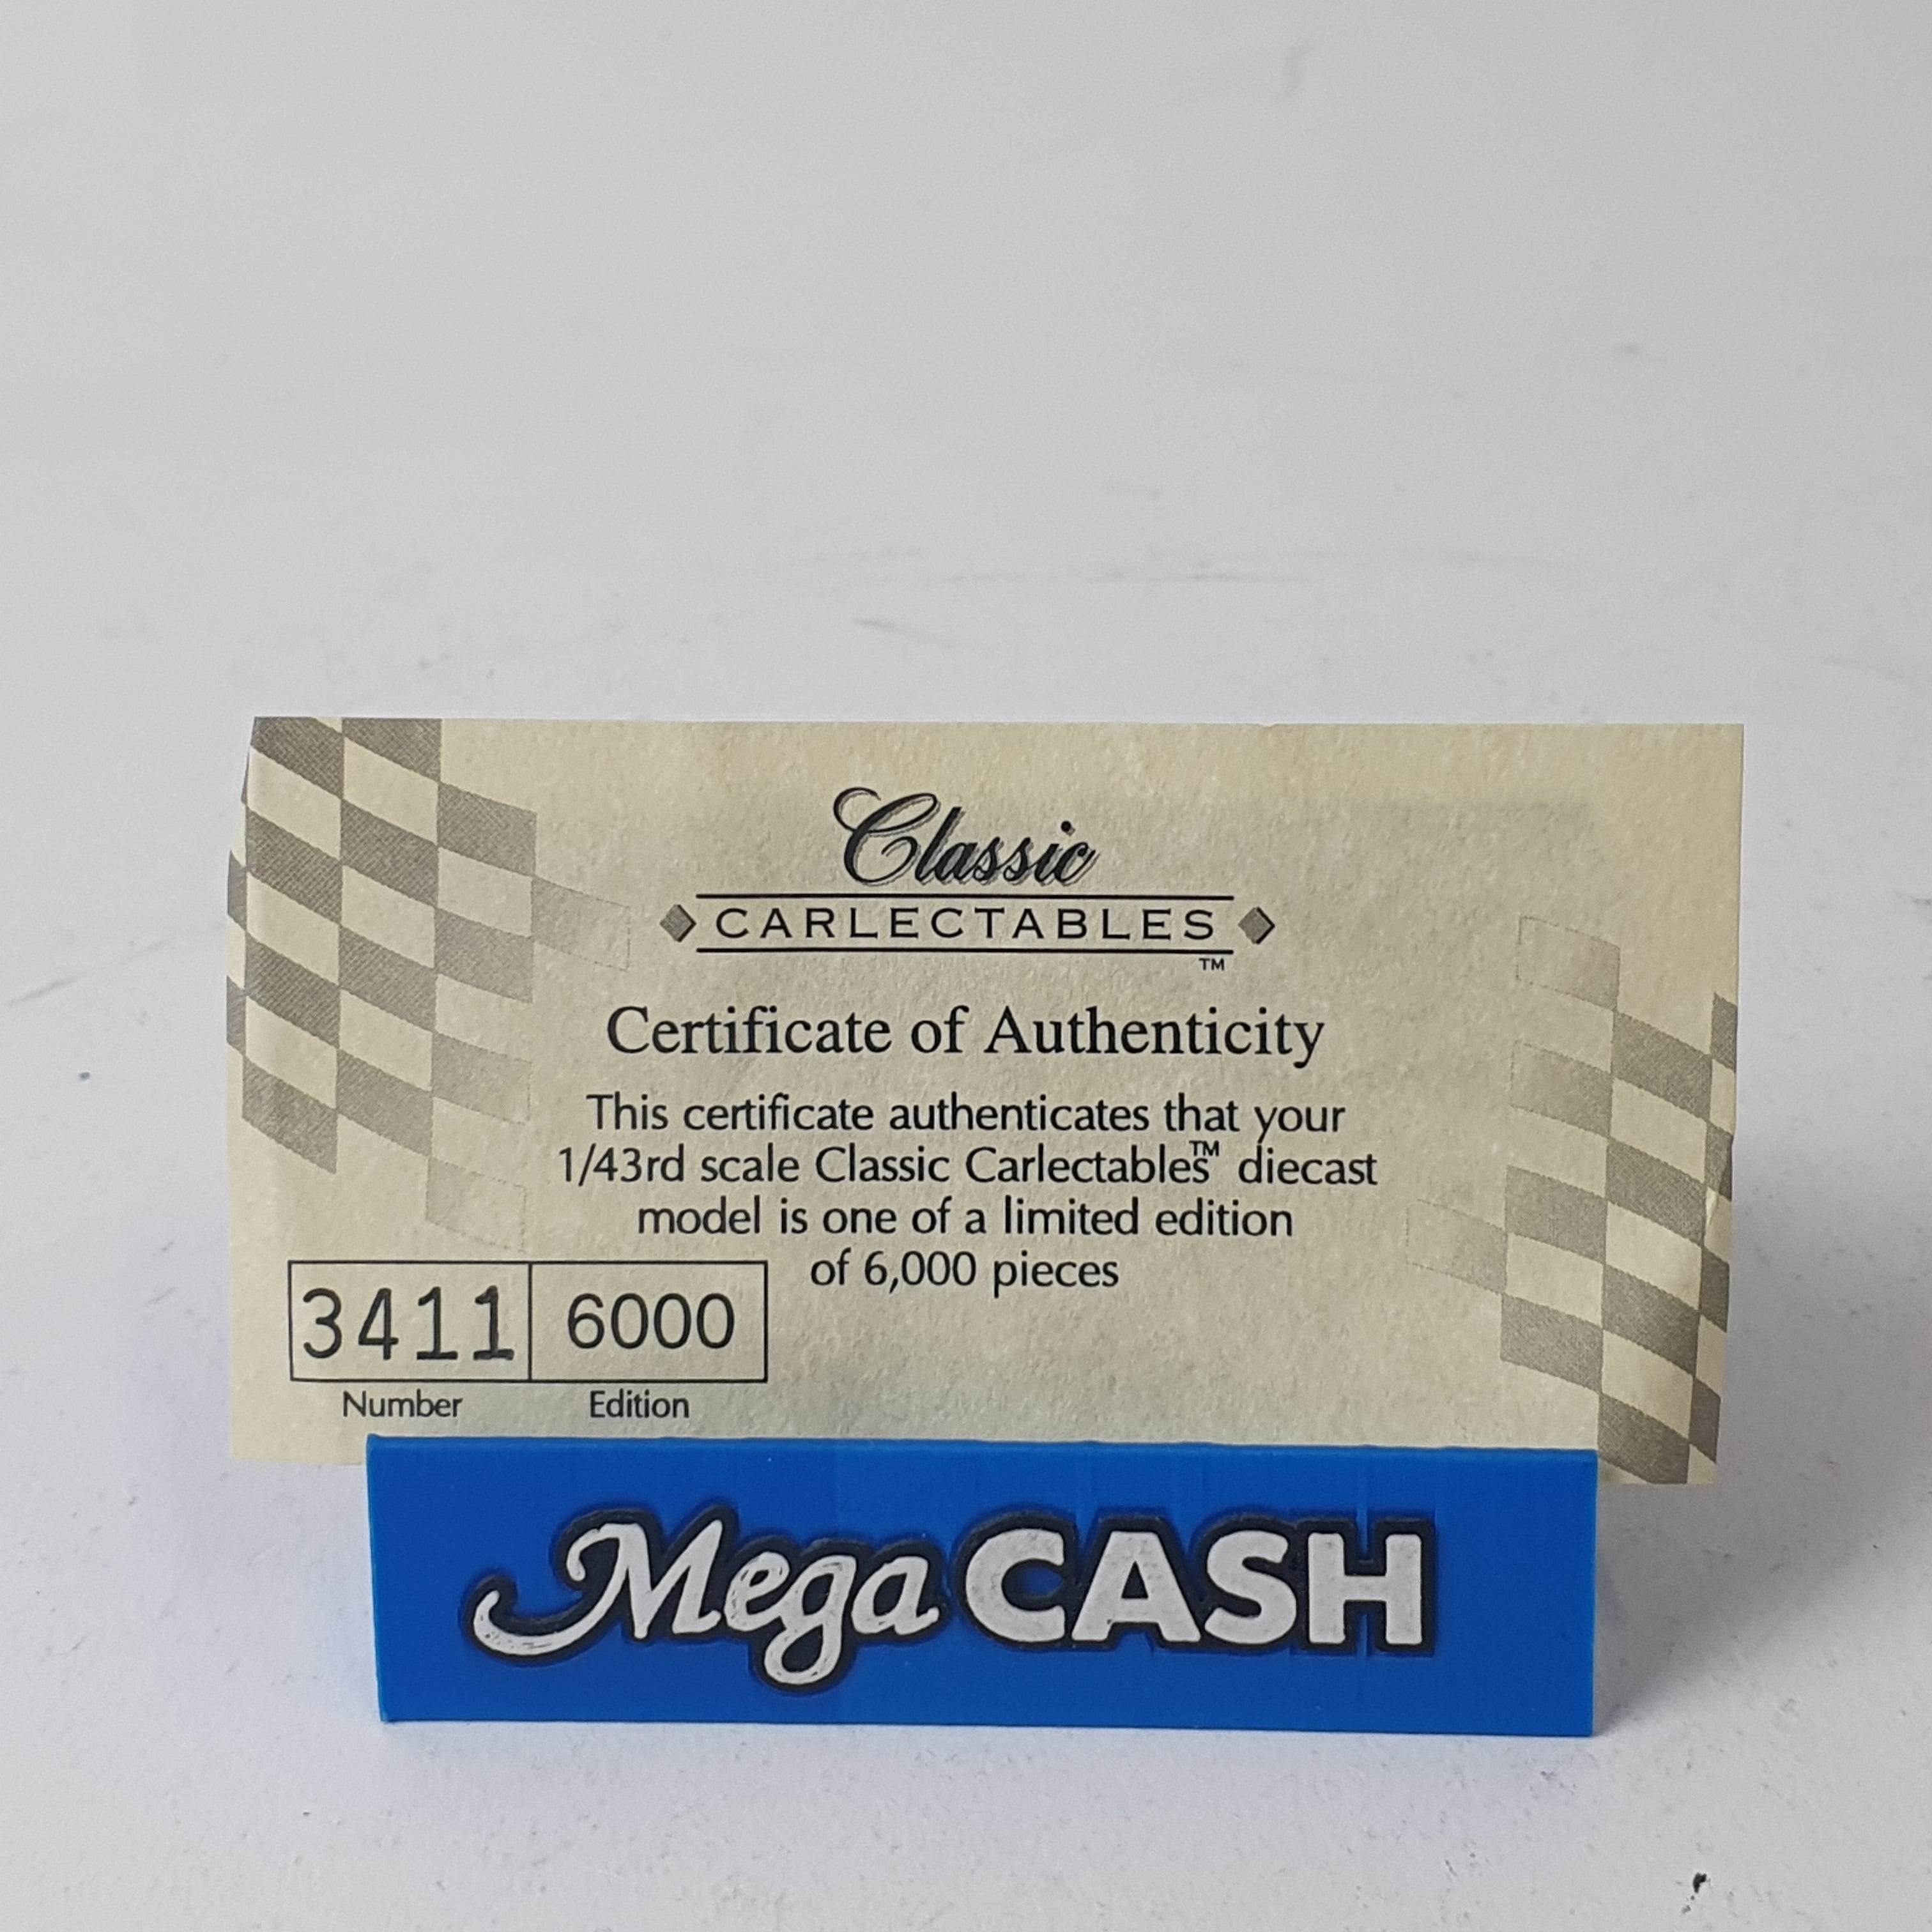 Classic
CARLECTABLES
TM
Certificate of Authenticity
This certificate authenticates that your
1/43rd scale Classic Carlectables™ diecast
model is one of a limited edition
of 6,000 pieces
3411 6000
Number Edition
Mega CASH